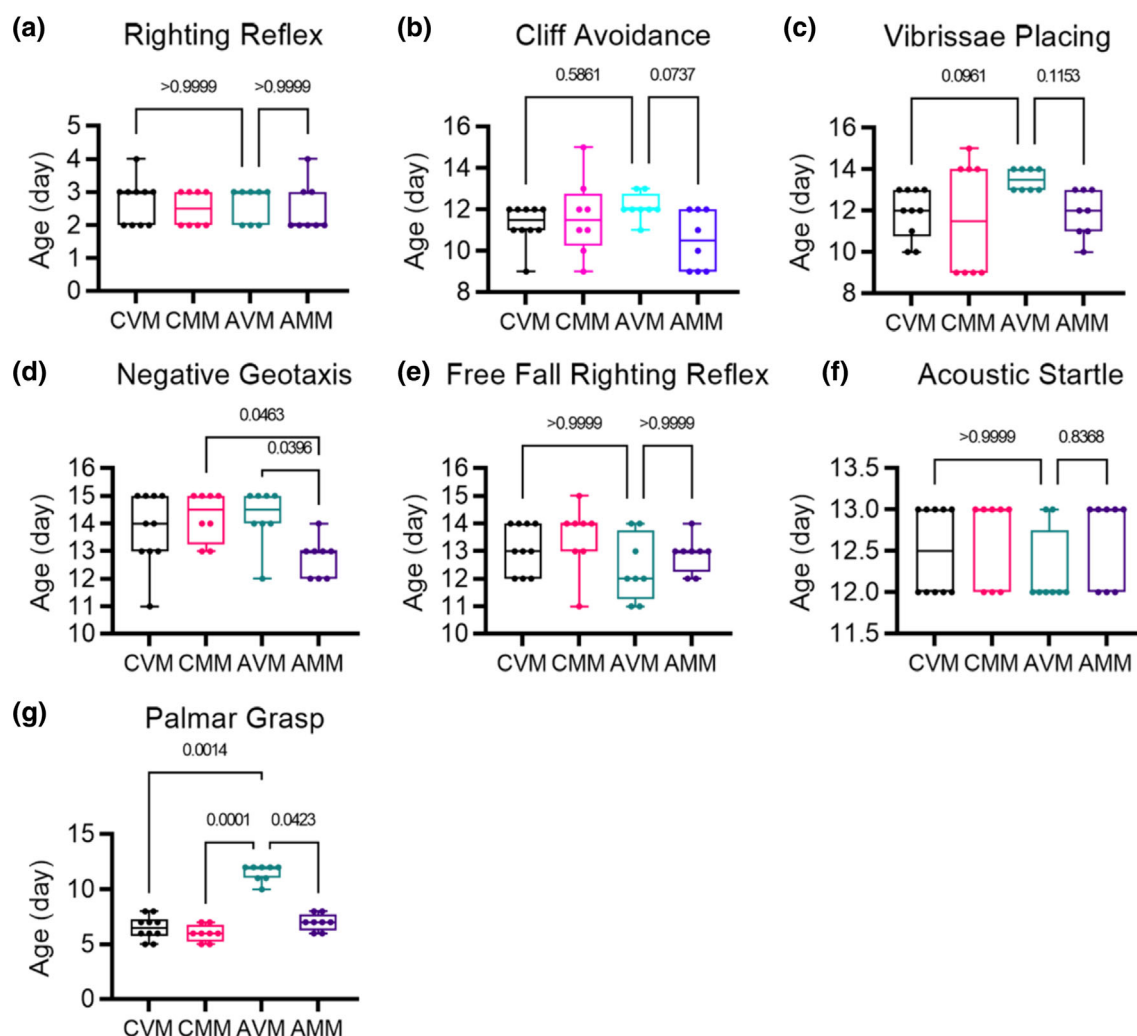 (a) Righting Reflex
>0.9999 >0.9999
Age (day)
5
4
3
2
1
0
CVM CMM AVM AMM
(b) Cliff Avoidance
0.5861 0.0737
Age (day)
16
14
12
10
8
CVM CMM AVM AMM
(c) Vibrissae Placing
0.0961 0.1153
Age (day)
16
14
12
10
8
CVM CMM AVM AMM
(d) Negative Geotaxis
0.0463
0.0396
Age (day)
16
15
14
13
12
11
10
CVM CMM AVM AMM
(e) Free Fall Righting Reflex
>0.9999 >0.9999
Age (day)
16
15
14
13
12
11
10
CVM CMM AVM AMM
(f) Acoustic Startle
>0.9999 0.8368
Age (day)
13.5
13.0
12.5
12.0
11.5
CVM CMM AVM AMM
(g) Palmar Grasp
0.0014
0.0001 0.0423
Age (day)
15
10
5
0
CVM CMM AVM AMM